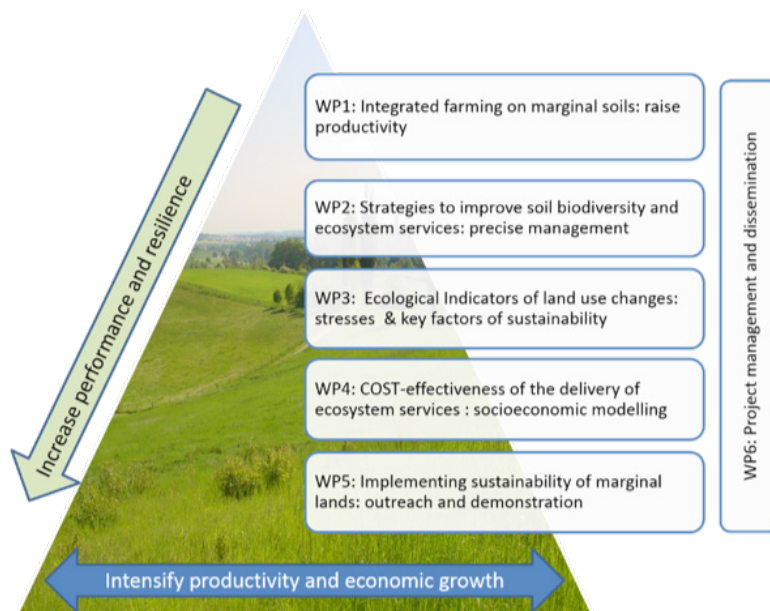 WP1: Integrated farming on marginal soils: raise
productivity
WP2: Strategies to improve soil biodiversity and
ecosystem services: precise management
WP3:  Ecological Indicators of land use changes:
stresses  & key factors of sustainability
WP4: COST-effectiveness of the delivery of
ecosystem services : socioeconomic modelling
WP5: Implementing sustainability of marginal
lands: outreach and demonstration
WP6: Project management and dissemination
Increase performance and resilience
Intensify productivity and economic growth